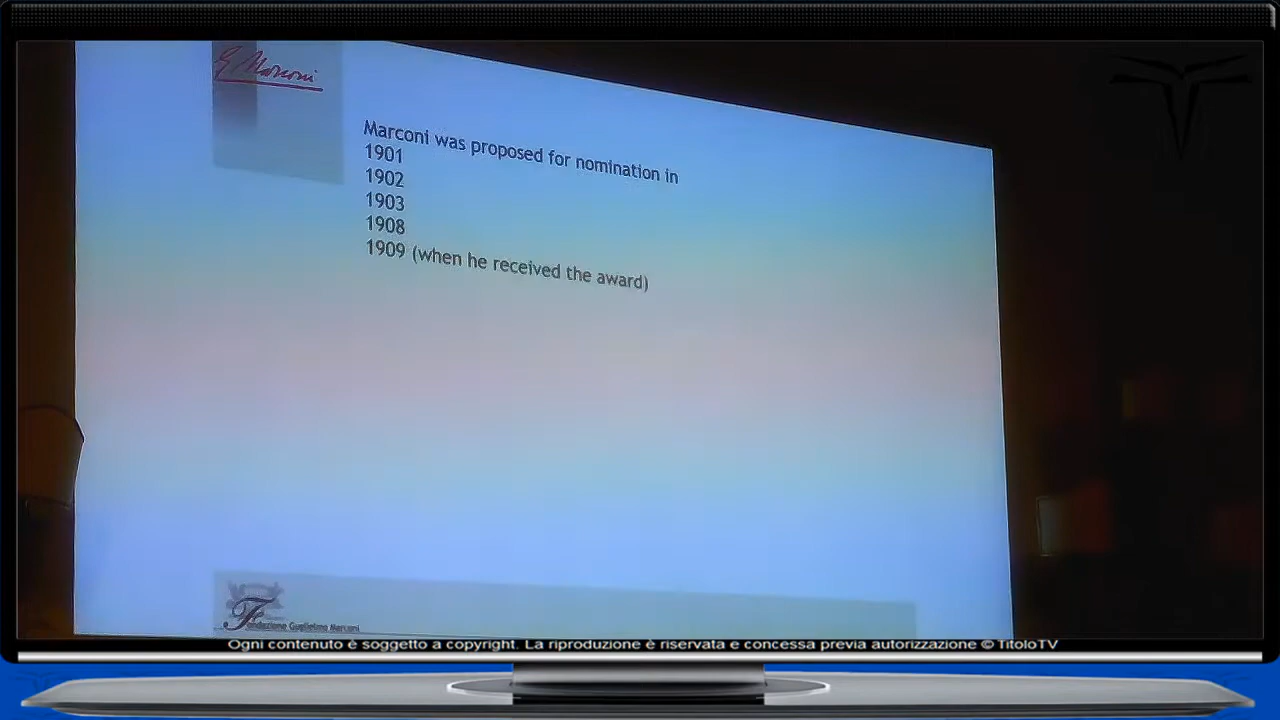 G Marconi
Marconi was proposed for nomination in
1901
1902
1903
1908
1909 (when he received the award)
Fondazione Guglielmo Marconi
Ogni contenuto è soggetto a copyright. La riproduzione è riservata e concessa previa autorizzazione © TitoloTV